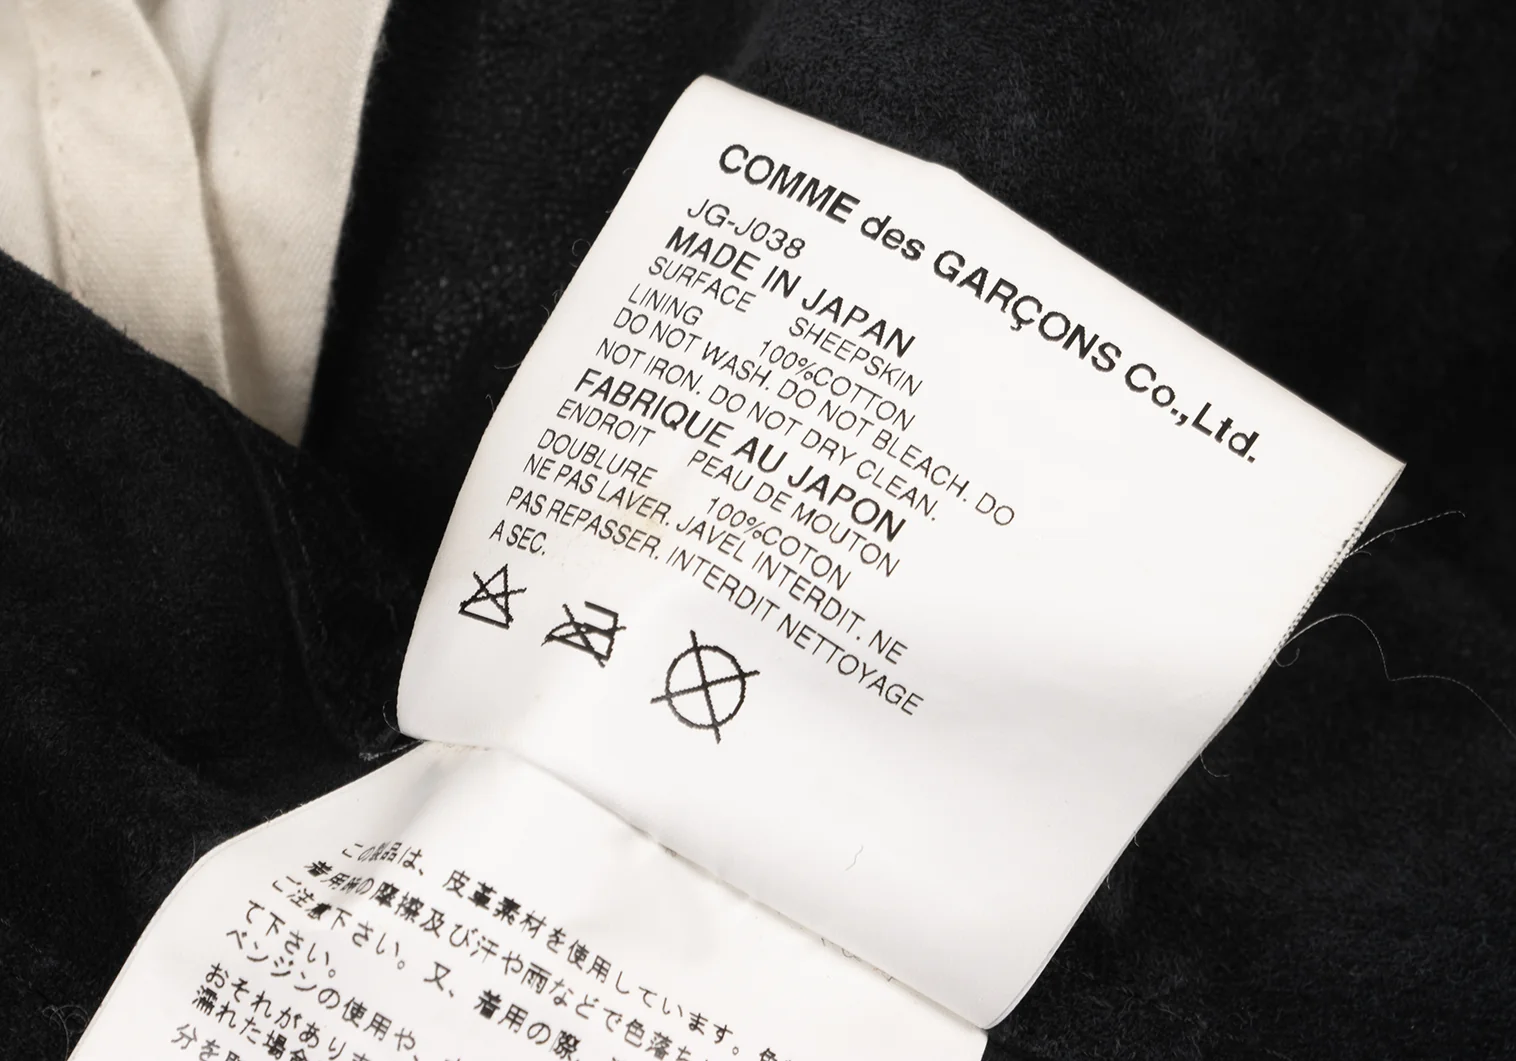 COMME des GARÇONS Co., Ltd.
JG-J038
MADE IN JAPAN
SURFACE SHEEPSKIN
LINING 100%COTTON
DO NOT WASH. DO NOT BLEACH. DO
NOT IRON. DO NOT DRY CLEAN.
FABRIQUE AU JAPON
ENDROIT PEAU DE MOUTON
DOUBLURE 100%COTON
NE PAS LAVER. JAVEL INTERDIT. NE
PAS REPASSER. INTERDIT NETTOYAGE
A SEC.
この製品は、皮革素材を使用しています。
着用時の摩擦及び汗や雨などで色落ち
ご注意下さい。又、着用の際、
て下さい。
ベンジンの使用や、
おそれがありま
濡れた場合
分を